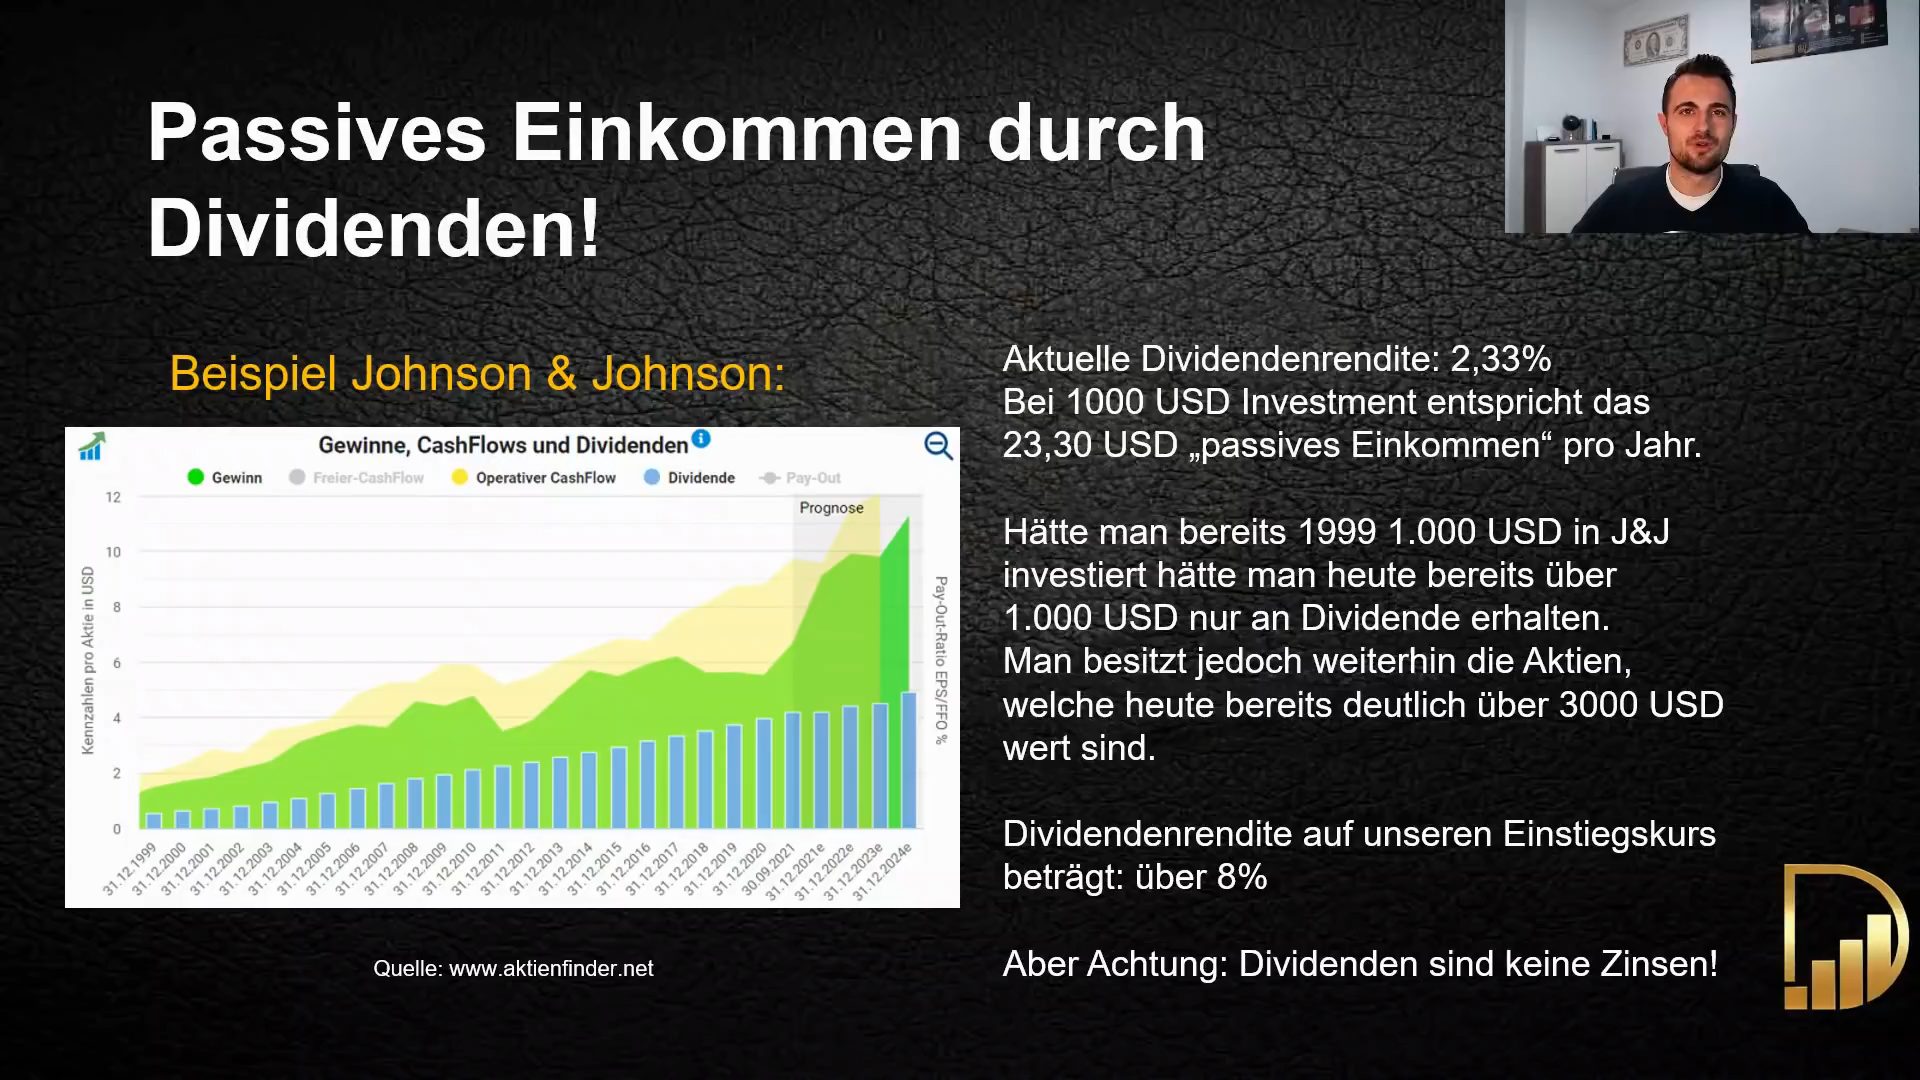 Passives Einkommen durch
Dividenden!
Beispiel Johnson & Johnson:
Gewinne, CashFlows und Dividenden
Gewinn
Freier-CashFlow
Operativer CashFlow
Dividende
Pay-Out
Prognose
Kennzahlen pro Aktie in USD
12
10
8
6
4
2
0
Pay-Out-Ratio EPS/FFO %
31.12.1999
31.12.2000
31.12.2001
31.12.2002
31.12.2003
31.12.2004
31.12.2005
31.12.2006
31.12.2007
31.12.2008
31.12.2009
31.12.2010
31.12.2011
31.12.2012
31.12.2013
31.12.2014
31.12.2015
31.12.2016
31.12.2017
31.12.2018
31.12.2019
31.12.2020
30.09.2021
31.12.2021e
31.12.2022e
31.12.2023e
31.12.2024e
Quelle: www.aktienfinder.net
Aktuelle Dividendenrendite: 2,33%
Bei 1000 USD Investment entspricht das
23,30 USD „passives Einkommen“ pro Jahr.
Hätte man bereits 1999 1.000 USD in J&J
investiert hätte man heute bereits über
1.000 USD nur an Dividende erhalten.
Man besitzt jedoch weiterhin die Aktien,
welche heute bereits deutlich über 3000 USD
wert sind.
Dividendenrendite auf unseren Einstiegskurs
beträgt: über 8%
Aber Achtung: Dividenden sind keine Zinsen!